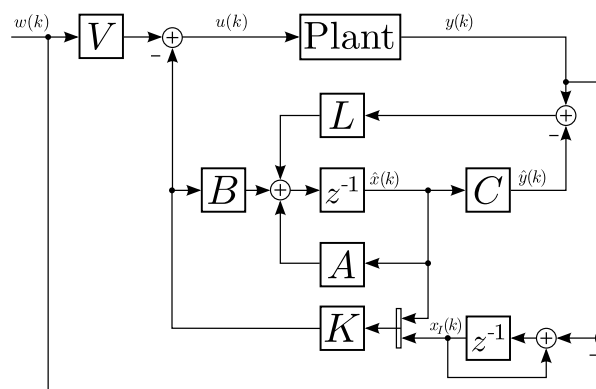 w(k)
V
u(k)
Plant
y(k)
+
-
L
+
-
B
+
z⁻¹
x̂(k)
C
ŷ(k)
A
K
x_I(k)
z⁻¹
+
-